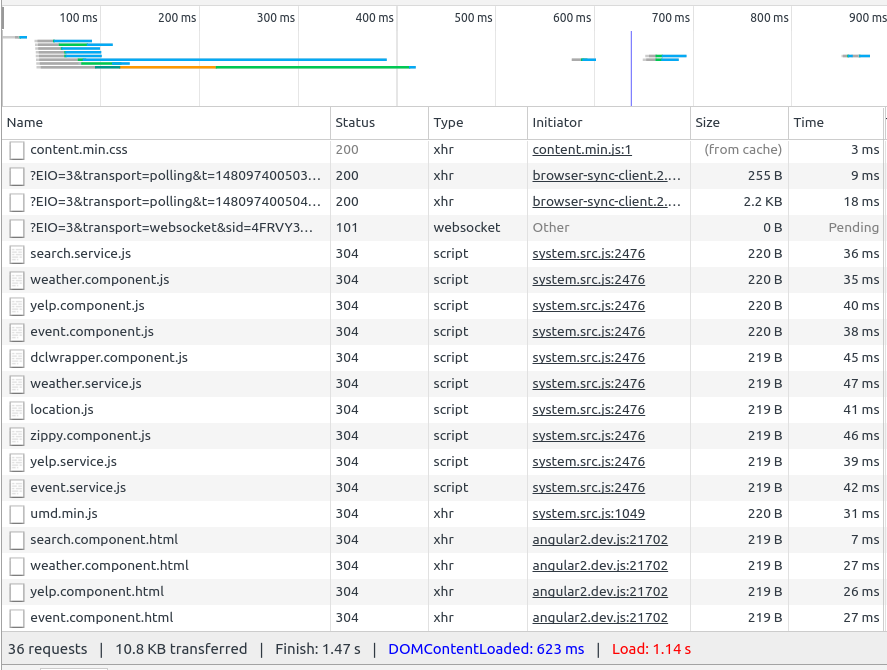 100 ms 200 ms 300 ms 400 ms 500 ms 600 ms 700 ms 800 ms 900 ms
Name Status Type Initiator Size Time
content.min.css 200 xhr content.min.js:1 (from cache) 3 ms
?EIO=3&transport=polling&t=148097400503... 200 xhr browser-sync-client.2.... 255 B 9 ms
?EIO=3&transport=polling&t=148097400504... 200 xhr browser-sync-client.2.... 2.2 KB 18 ms
?EIO=3&transport=websocket&sid=4FRVY3... 101 websocket Other 0 B Pending
search.service.js 304 script system.src.js:2476 220 B 36 ms
weather.component.js 304 script system.src.js:2476 220 B 35 ms
yelp.component.js 304 script system.src.js:2476 220 B 40 ms
event.component.js 304 script system.src.js:2476 220 B 38 ms
dclwrapper.component.js 304 script system.src.js:2476 219 B 45 ms
weather.service.js 304 script system.src.js:2476 219 B 47 ms
location.js 304 script system.src.js:2476 219 B 41 ms
zippy.component.js 304 script system.src.js:2476 219 B 46 ms
yelp.service.js 304 script system.src.js:2476 219 B 39 ms
event.service.js 304 script system.src.js:2476 219 B 42 ms
umd.min.js 304 xhr system.src.js:1049 220 B 31 ms
search.component.html 304 xhr angular2.dev.js:21702 219 B 7 ms
weather.component.html 304 xhr angular2.dev.js:21702 219 B 27 ms
yelp.component.html 304 xhr angular2.dev.js:21702 219 B 26 ms
event.component.html 304 xhr angular2.dev.js:21702 219 B 27 ms
36 requests | 10.8 KB transferred | Finish: 1.47 s | DOMContentLoaded: 623 ms | Load: 1.14 s